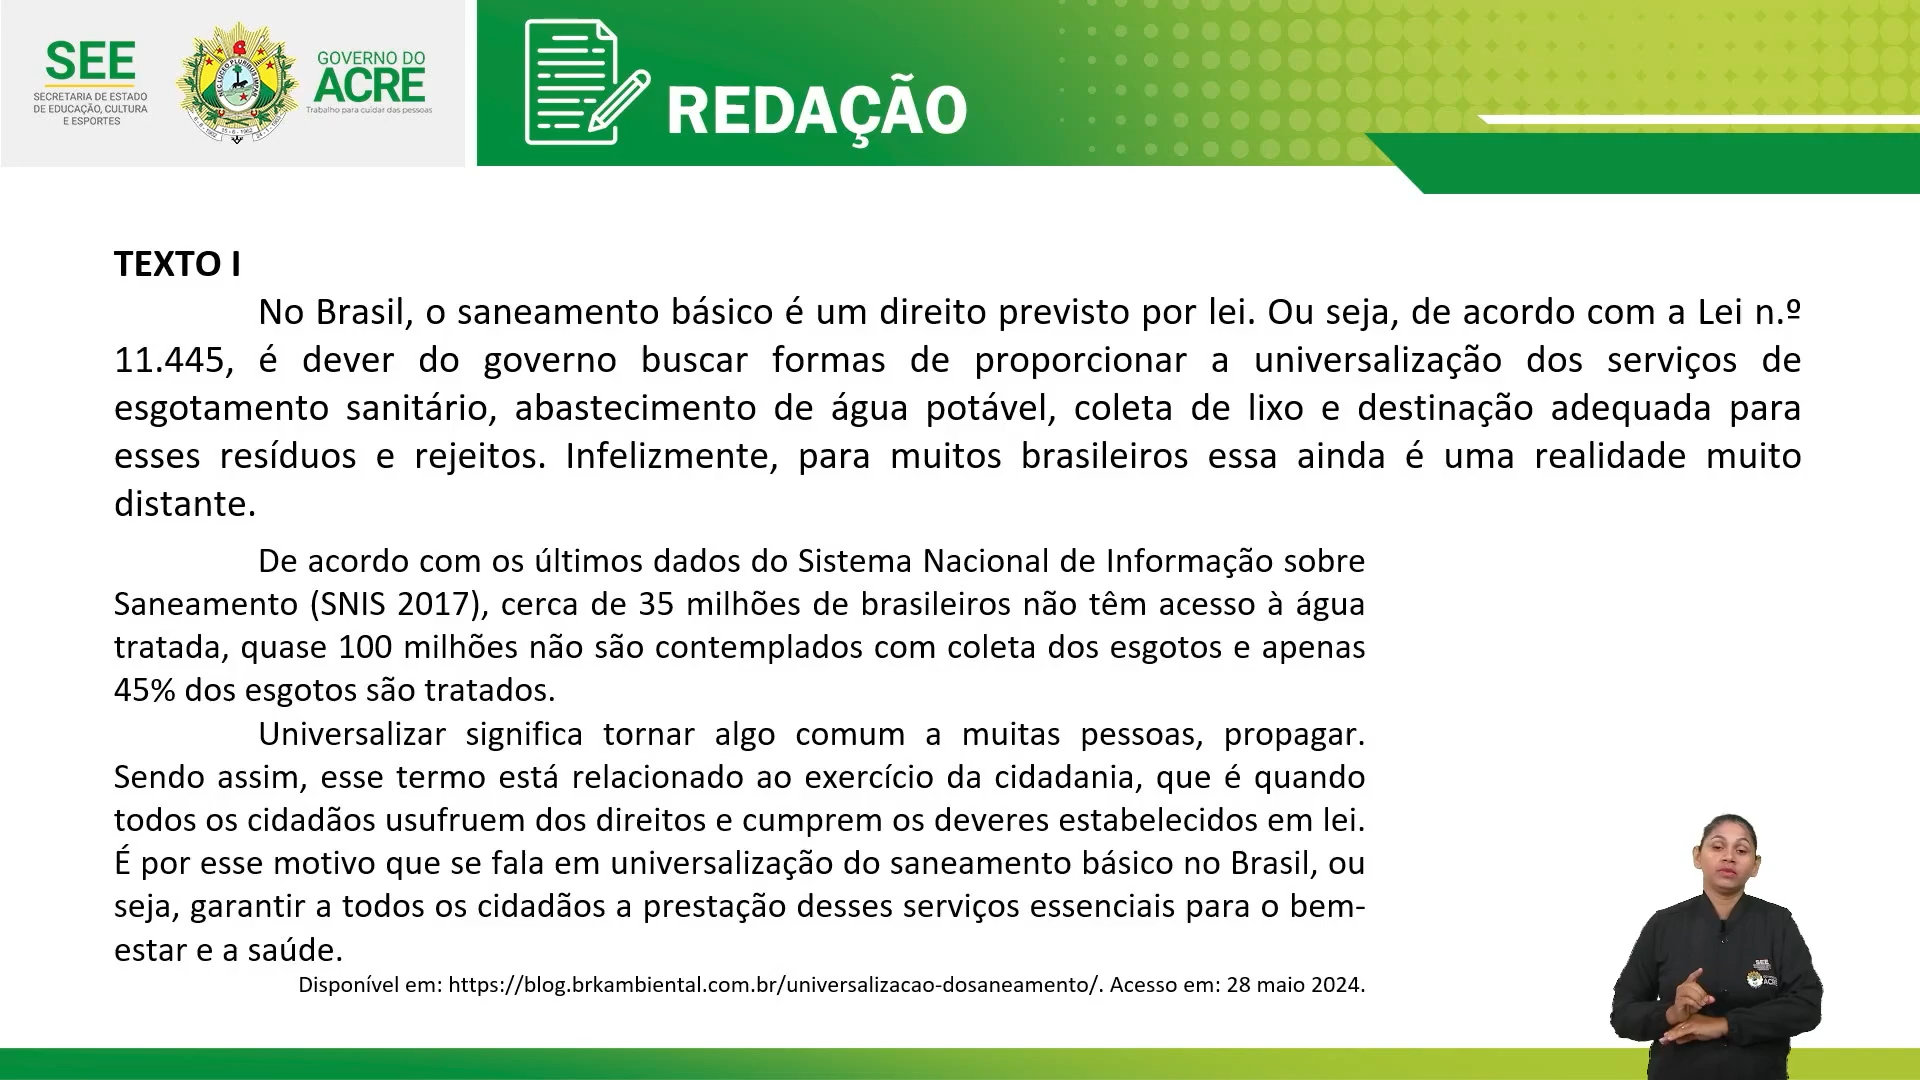 SEE
SECRETARIA DE ESTADO
DE EDUCAÇÃO, CULTURA
E ESPORTES
GOVERNO DO
ACRE
Trabalho para cuidar das pessoas
REDAÇÃO
TEXTO I
No Brasil, o saneamento básico é um direito previsto por lei. Ou seja, de acordo com a Lei n.º
11.445, é dever do governo buscar formas de proporcionar a universalização dos serviços de
esgotamento sanitário, abastecimento de água potável, coleta de lixo e destinação adequada para
esses resíduos e rejeitos. Infelizmente, para muitos brasileiros essa ainda é uma realidade muito
distante.
De acordo com os últimos dados do Sistema Nacional de Informação sobre
Saneamento (SNIS 2017), cerca de 35 milhões de brasileiros não têm acesso à água
tratada, quase 100 milhões não são contemplados com coleta dos esgotos e apenas
45% dos esgotos são tratados.
Universalizar significa tornar algo comum a muitas pessoas, propagar.
Sendo assim, esse termo está relacionado ao exercício da cidadania, que é quando
todos os cidadãos usufruem dos direitos e cumprem os deveres estabelecidos em lei.
É por esse motivo que se fala em universalização do saneamento básico no Brasil, ou
seja, garantir a todos os cidadãos a prestação desses serviços essenciais para o bem-
estar e a saúde.
Disponível em: https://blog.brkambiental.com.br/universalizacao-dosaneamento/. Acesso em: 28 maio 2024.
SEE
ACRE